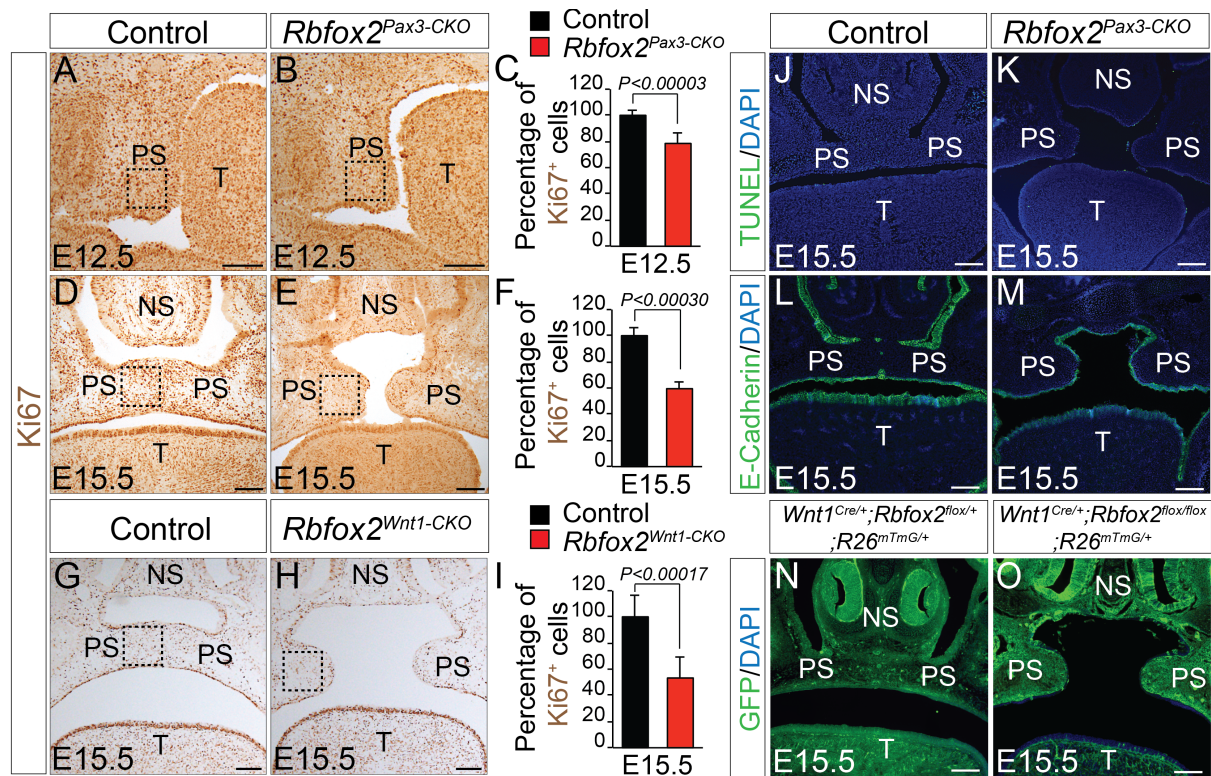 Control
Rbfox2Pax3-CKO
Ki67
A
PS
T
E12.5
B
PS
T
E12.5
Control
Rbfox2Pax3-CKO
C
P<0.00003
Percentage of
Ki67+ cells
120
100
80
60
40
20
0
E12.5
D
NS
PS
PS
T
E15.5
E
NS
PS
PS
T
E15.5
F
P<0.00030
Percentage of
Ki67+ cells
120
100
80
60
40
20
0
E15.5
Control
Rbfox2Wnt1-CKO
G
NS
PS
PS
T
E15.5
H
NS
PS
T
E15.5
Control
Rbfox2Wnt1-CKO
I
P<0.00017
Percentage of
Ki67+ cells
120
100
80
60
40
20
0
E15.5
Control
Rbfox2Pax3-CKO
TUNEL/DAPI
J
NS
PS
PS
T
E15.5
K
NS
PS
PS
T
E15.5
E-Cadherin/DAPI
L
PS
PS
T
E15.5
M
PS
PS
T
E15.5
Wnt1Cre/+;Rbfox2flox/+
;R26mTmG/+
Wnt1Cre/+;Rbfox2flox/flox
;R26mTmG/+
GFP/DAPI
N
NS
PS
PS
T
E15.5
O
NS
PS
PS
T
E15.5